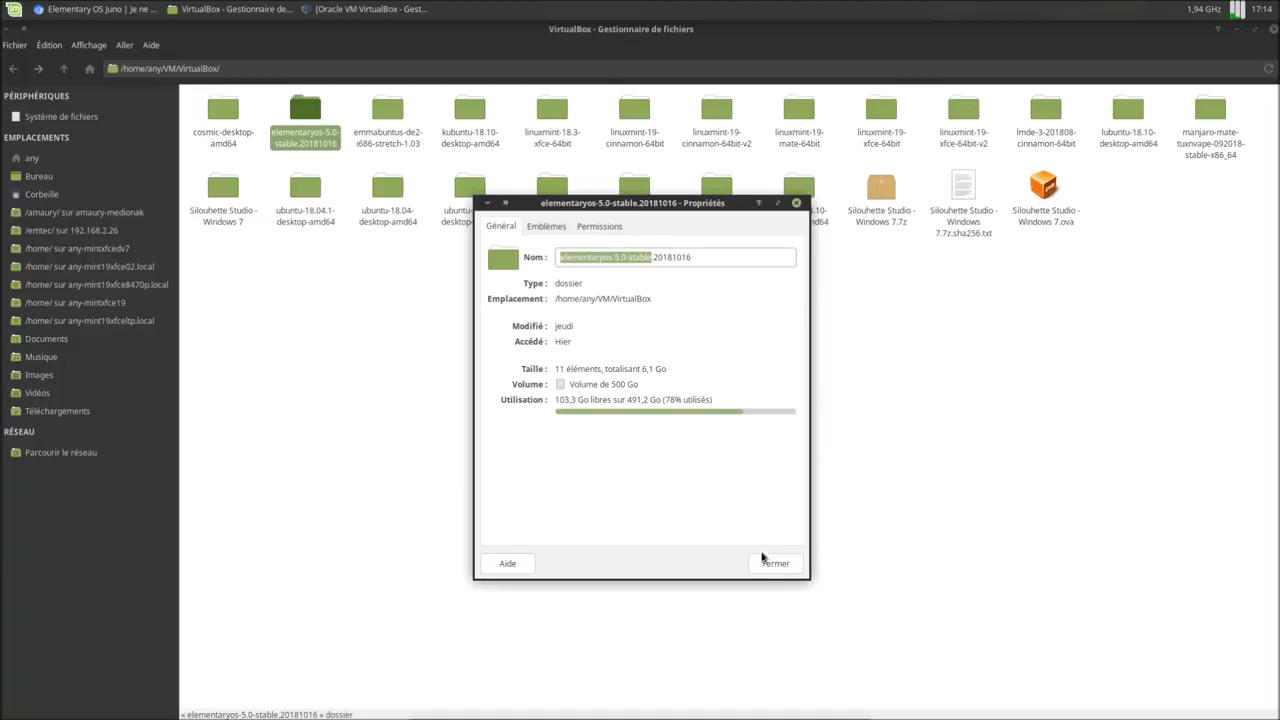 Elementary OS Juno | Je ne ...
VirtualBox - Gestionnaire de...
[Oracle VM VirtualBox - Gest...
1,94 GHz
17:14
VirtualBox - Gestionnaire de fichiers
Fichier Édition Affichage Aller Aide
/home/any/VM/VirtualBox/
PÉRIPHÉRIQUES
Système de fichiers
EMPLACEMENTS
any
Bureau
Corbeille
/amaury/ sur amaury-medionak
/emtec/ sur 192.168.2.26
/home/ sur any-mintxfcedv7
/home/ sur any-mint19xfce02.local
/home/ sur any-mint19xfce8470p.local
/home/ sur any-mintxfce19
/home/ sur any-mint19xfceltp.local
Documents
Musique
Images
Vidéos
Téléchargements
RÉSEAU
Parcourir le réseau
cosmic-desktop-
amd64
elementaryos-5.0-
stable.20181016
emmabuntus-de2-
i686-stretch-1.03
kubuntu-18.10-
desktop-amd64
linuxmint-18.3-
xfce-64bit
linuxmint-19-
cinnamon-64bit
linuxmint-19-
cinnamon-64bit-v2
linuxmint-19-
mate-64bit
linuxmint-19-
xfce-64bit
linuxmint-19-
xfce-64bit-v2
lmde-3-201808-
cinnamon-64bit
lubuntu-18.10-
desktop-amd64
manjaro-mate-
tuxnvape-092018-
stable-x86_64
Silouhette Studio -
Windows 7
ubuntu-18.04.1-
desktop-amd64
ubuntu-18.04-
desktop-amd64
Silouhette Studio -
Windows 7.7z
Silouhette Studio -
Windows
7.7z.sha256.txt
Silouhette Studio -
Windows 7.ova
elementaryos-5.0-stable.20181016 - Propriétés
Général Emblèmes Permissions
Nom : elementaryos-5.0-stable.20181016
Type : dossier
Emplacement : /home/any/VM/VirtualBox
Modifié : jeudi
Accédé : Hier
Taille : 11 éléments, totalisant 6,1 Go
Volume : Volume de 500 Go
Utilisation : 103,3 Go libres sur 491,2 Go (78% utilisés)
Aide
Fermer
« elementaryos-5.0-stable.20181016 » dossier